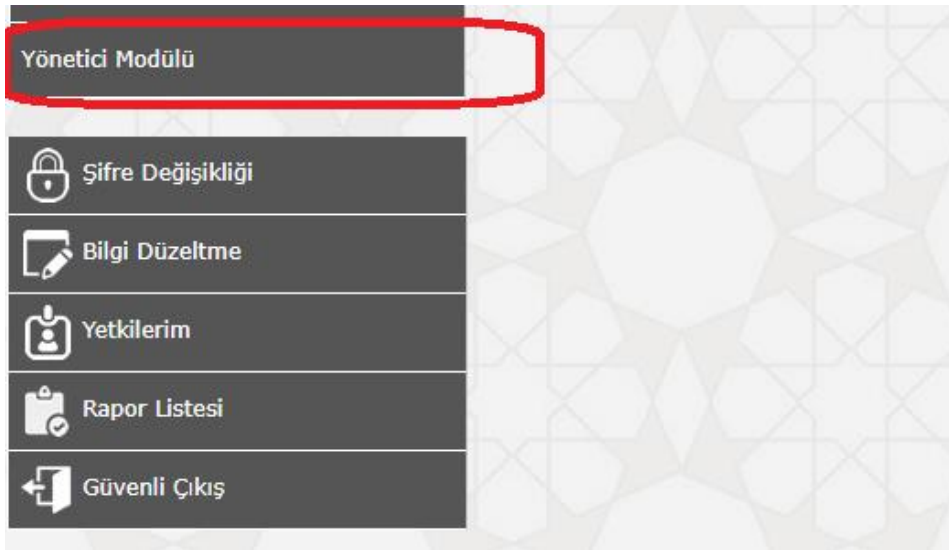 Yönetici Modülü
Şifre Değişikliği
Bilgi Düzeltme
Yetkilerim
Rapor Listesi
Güvenli Çıkış